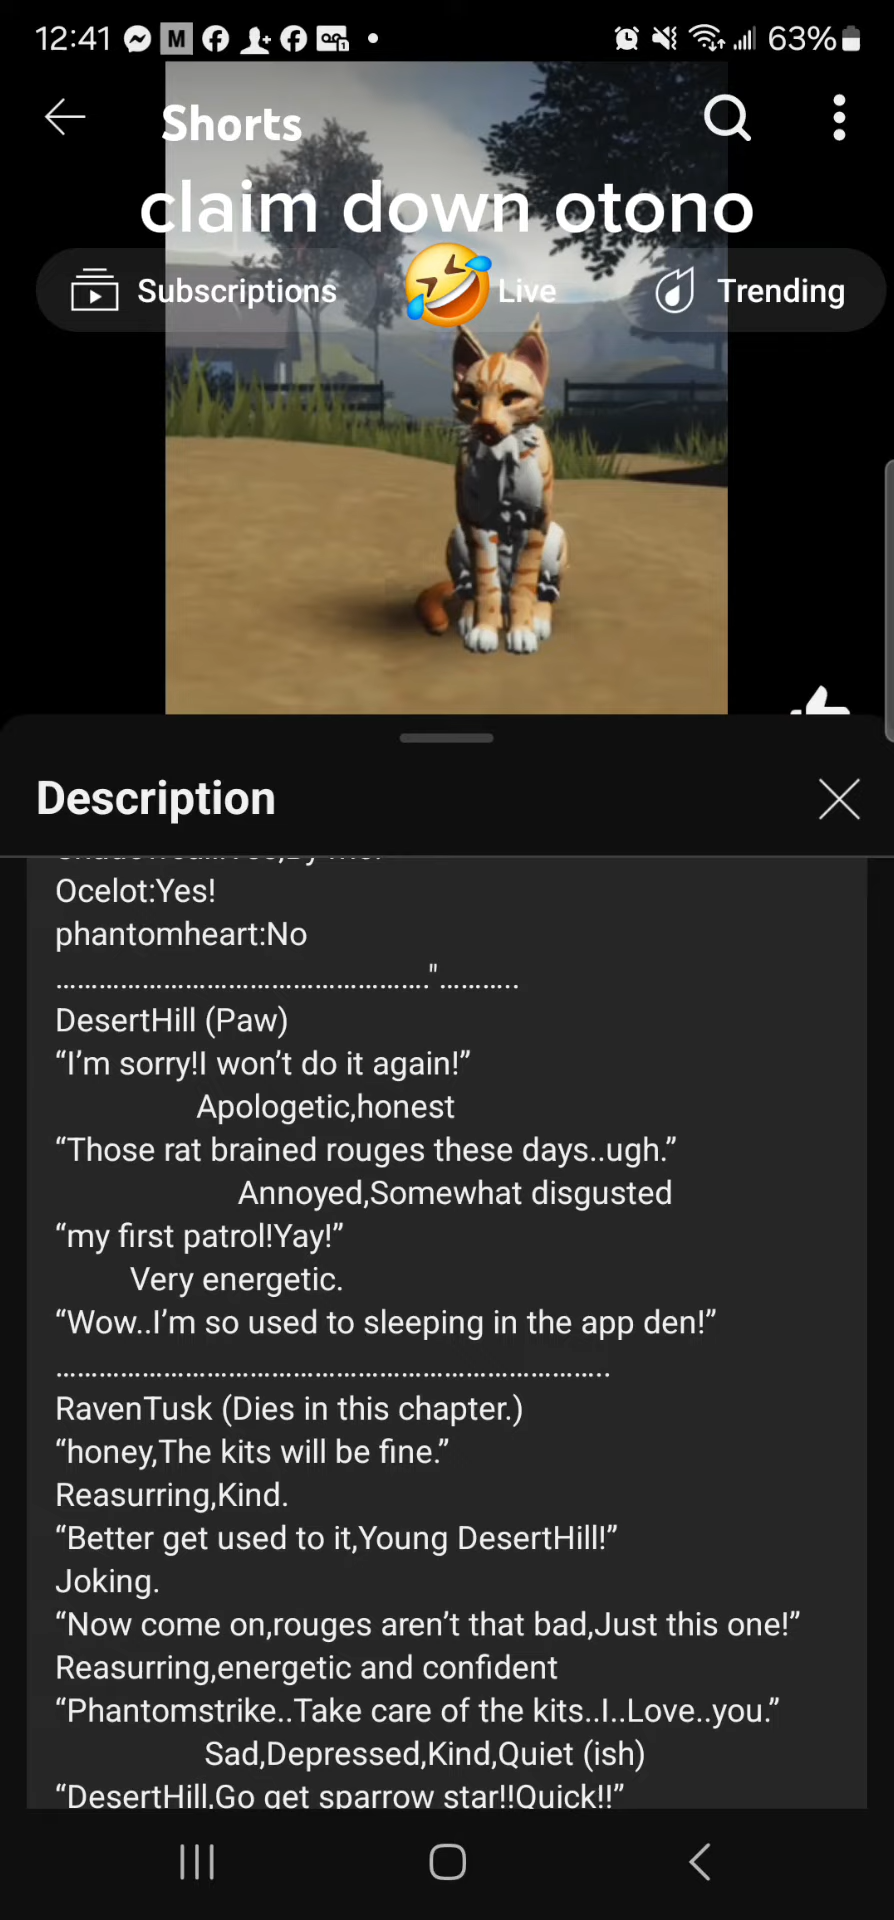 12:41
M
63%
Shorts
claim down otono
Subscriptions
Live
Trending
Description
Ocelot:Yes!
phantomheart:No
……………………………………………."………..
DesertHill (Paw)
“I’m sorry!I won’t do it again!”
Apologetic,honest
“Those rat brained rouges these days..ugh.”
Annoyed,Somewhat disgusted
“my first patrol!Yay!”
Very energetic.
“Wow..I’m so used to sleeping in the app den!”
…………………………………………………………………..
RavenTusk (Dies in this chapter.)
“honey,The kits will be fine.”
Reasurring,Kind.
“Better get used to it,Young DesertHill!”
Joking.
“Now come on,rouges aren’t that bad,Just this one!”
Reasurring,energetic and confident
“Phantomstrike..Take care of the kits..I..Love..you.”
Sad,Depressed,Kind,Quiet (ish)
“DesertHill,Go get sparrow star!!Quick!!”